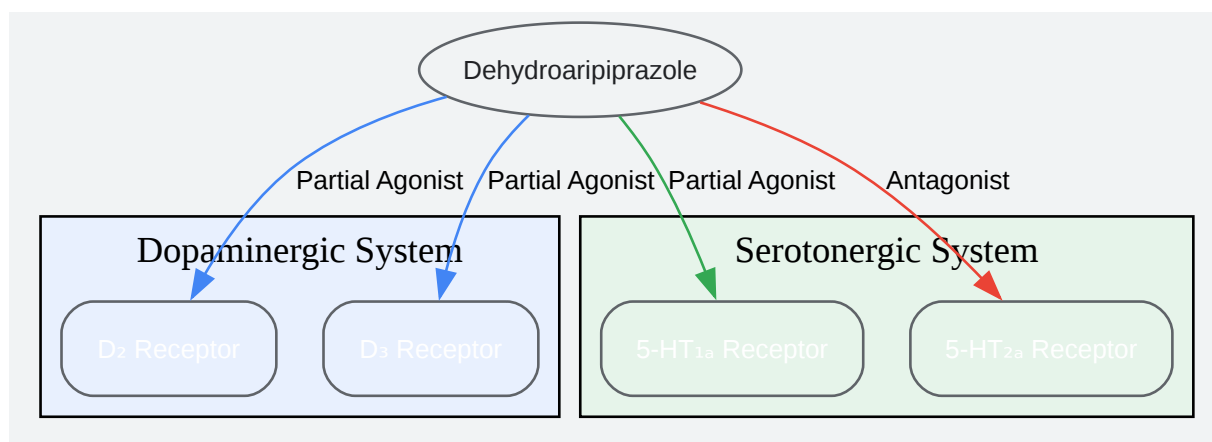 Dehydroaripiprazole
Partial Agonist
Partial Agonist
Partial Agonist
Antagonist
Dopaminergic System
Serotonergic System
D₂ Receptor
D₃ Receptor
5-HT₁ₐ Receptor
5-HT₂ₐ Receptor